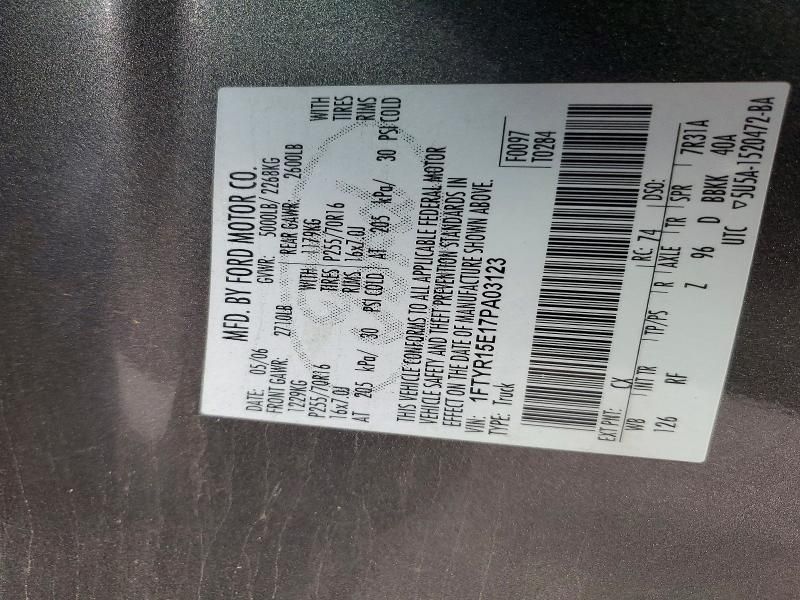 MFD. BY FORD MOTOR CO.
DATE: 05/06 GVWR: 5000LB/ 2268KG
FRONT GAWR: 2710LB REAR GAWR: 2600LB
1229KG WITH 1179KG WITH
P255/70R16 TIRES P255/70R16 TIRES
16x7.0J RIMS 16x7.0J RIMS
AT 205 kPa/ 30 PSI COLD AT 205 kPa/ 30 PSI COLD
THIS VEHICLE CONFORMS TO ALL APPLICABLE FEDERAL MOTOR
VEHICLE SAFETY AND THEFT PREVENTION STANDARDS IN
EFFECT ON THE DATE OF MANUFACTURE SHOWN ABOVE.
VIN: 1FTYR15E17PA03123
TYPE: Truck
F0097
T0284
EXT PNT: CX RC: 74 DSO:
WB INT TR TP/PS R AXLE TR SPR 7R31A
126 RF Z 96 D BBKK 40A
UTC ▽5U5A-1520472-BA